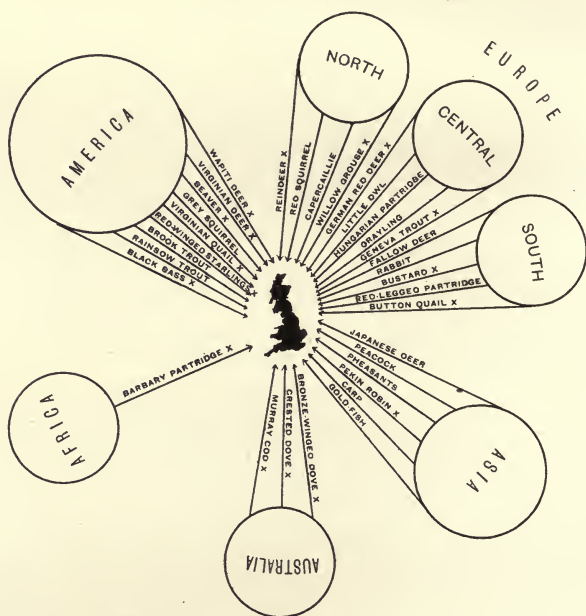 EUROPE
NORTH
CENTRAL
SOUTH
AMERICA
WAPITI DEER X
VIRGINIAN DEER X
BEAVER X
GREY SQUIRREL
VIRGINIAN QUAIL X
RED-WINGED STARLINGS X
BROOK TROUT
RAINBOW TROUT
BLACK BASS X
REINDEER X
RED SQUIRREL
CAPERCAILLIE
WILLOW GROUSE X
GERMAN RED DEER X
LITTLE OWL
HUNGARIAN PARTRIDGE
GRAYLING
GENEVA TROUT X
FALLOW DEER
RABBIT
BUSTARD X
RED-LEGGED PARTRIDGE
BUTTON QUAIL X
JAPANESE DEER
PEACOCK
PHEASANTS
PEKIN ROBIN X
CARP
GOLD-FISH
ASIA
BRONZE-WINGED DOVE X
CRESTED DOVE X
MURRAY COD X
AUSTRALIA
BARBARY PARTRIDGE X
AFRICA